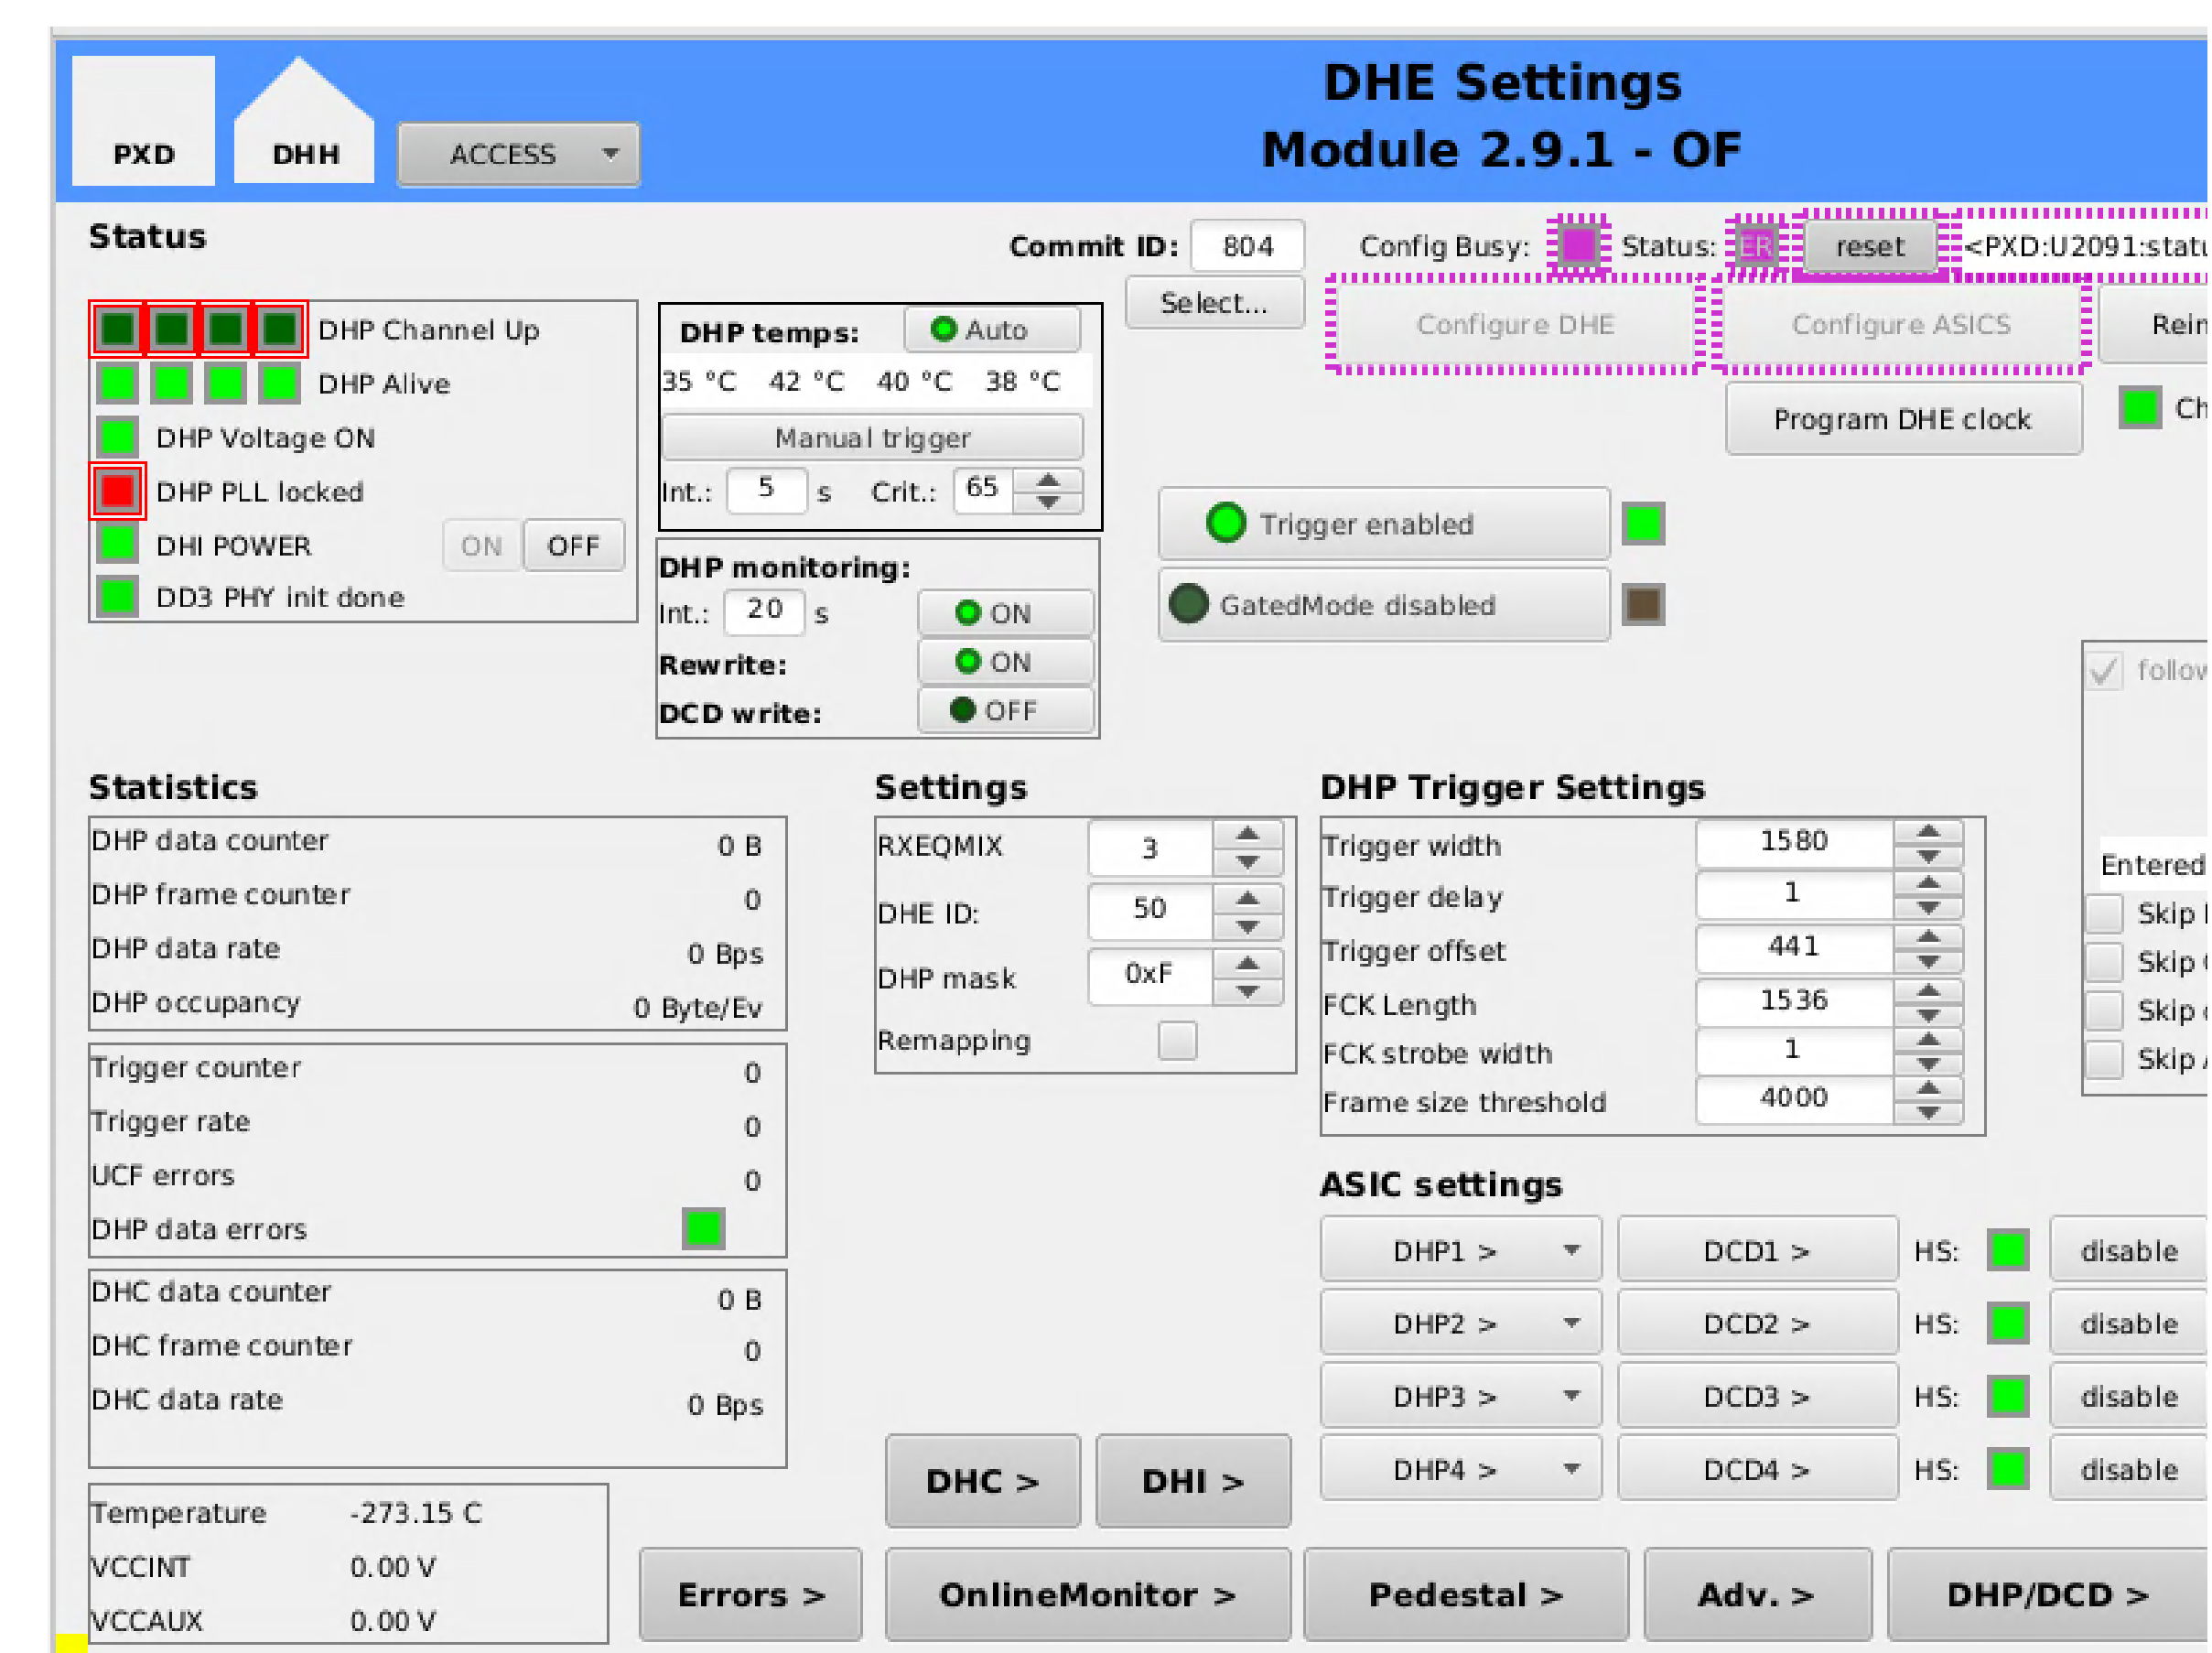 DHE Settings
Module 2.9.1 - OF
PXD DHH ACCESS
Status
Commit ID: 804 Config Busy: Status: ER reset <PXD:U2091:statu
Select... Configure DHE Configure ASICS
DHP Channel Up
DHP Alive
DHP Voltage ON
DHP PLL locked
DHI POWER ON OFF
DD3 PHY init done
DHP temps: Auto
35 °C 42 °C 40 °C 38 °C
Manual trigger
Int.: 5 s Crit.: 65
DHP monitoring:
Int.: 20 s ON
Rewrite: ON
DCD write: OFF
Program DHE clock
Trigger enabled
GatedMode disabled
Statistics
DHP data counter 0 B
DHP frame counter 0
DHP data rate 0 Bps
DHP occupancy 0 Byte/Ev
Trigger counter 0
Trigger rate 0
UCF errors 0
DHP data errors
DHC data counter 0 B
DHC frame counter 0
DHC data rate 0 Bps
Temperature -273.15 C
VCCINT 0.00 V
VCCAUX 0.00 V
Settings
RXEQMIX 3
DHE ID: 50
DHP mask 0xF
Remapping
DHP Trigger Settings
Trigger width 1580
Trigger delay 1
Trigger offset 441
FCK Length 1536
FCK strobe width 1
Frame size threshold 4000
Entered
Skip
Skip
Skip
Skip
ASIC settings
DHP1 > DCD1 > HS: disable
DHP2 > DCD2 > HS: disable
DHP3 > DCD3 > HS: disable
DHP4 > DCD4 > HS: disable
DHC > DHI >
Errors > OnlineMonitor > Pedestal > Adv. > DHP/DCD >